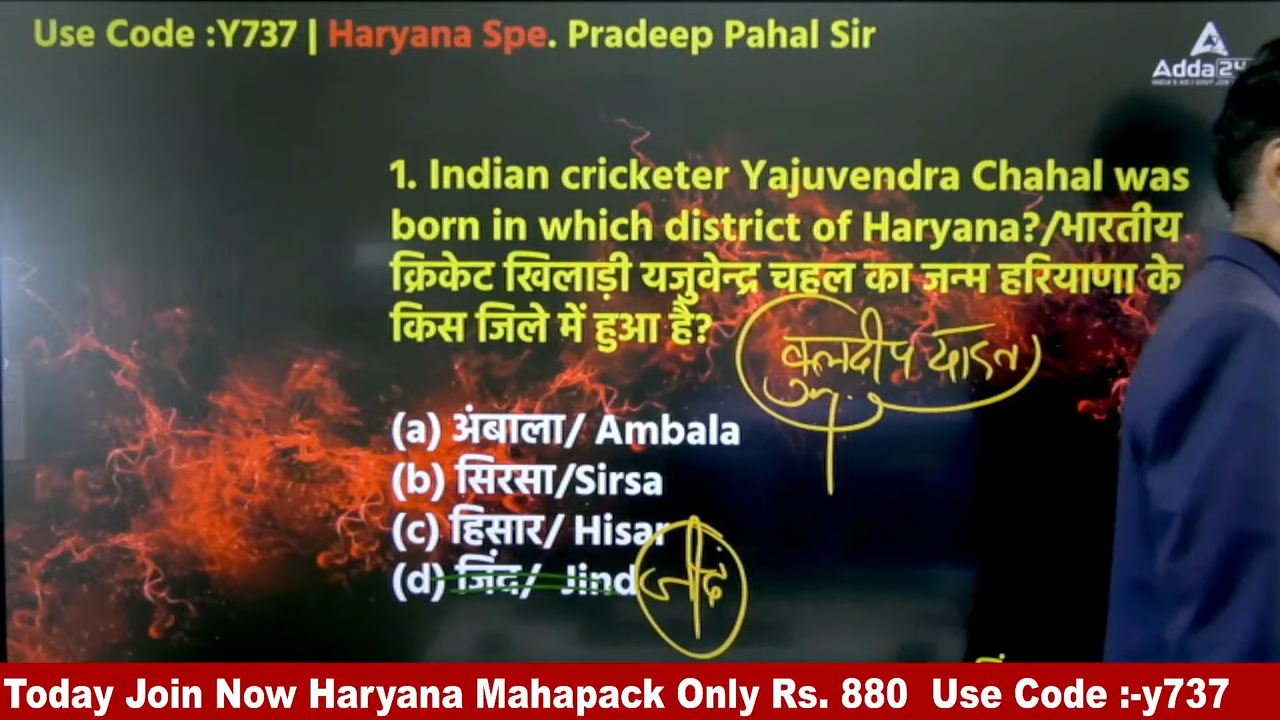 Use Code :Y737 | Haryana Spe. Pradeep Pahal Sir
Adda24
1. Indian cricketer Yajuvendra Chahal was
born in which district of Haryana?/भारतीय
क्रिकेट खिलाड़ी यजुवेन्द्र चहल का जन्म हरियाणा के
किस जिले में हुआ है?
कुलदीप यादव
(a) अंबाला/ Ambala
(b) सिरसा/Sirsa
(c) हिसार/ Hisar
(d) जिंद/ Jind
जींद
Today Join Now Haryana Mahapack Only Rs. 880 Use Code :-y737